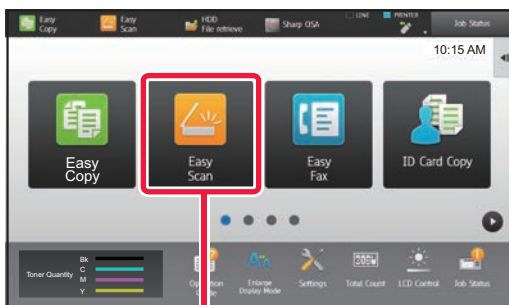 Easy
Copy
Easy
Scan
HDD
File retrieve
Sharp OSA
LINE
PRINTER
Job Status
10:15 AM
Easy
Copy
Easy
Scan
Easy
Fax
ID Card Copy
Toner Quantity
Bk
C
M
Y
Enlarge
Display Mode
Settings
Total Count
LCD Control
Job Status